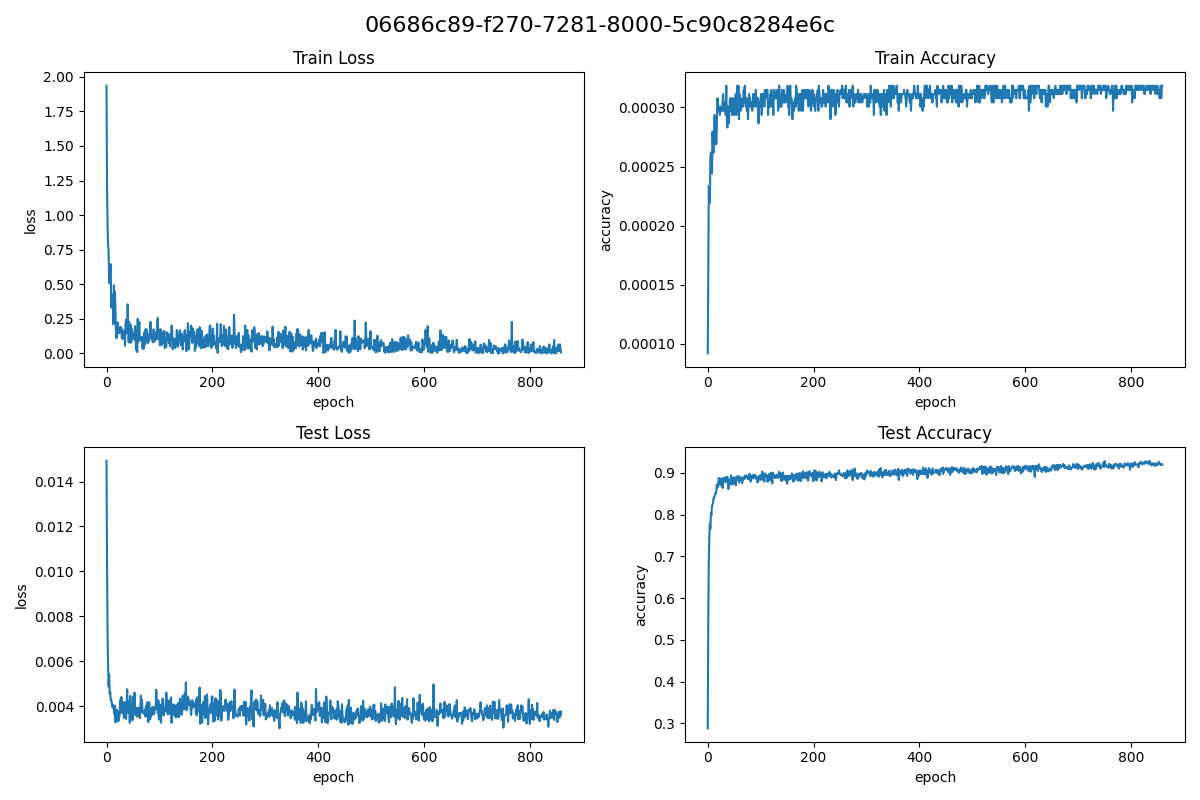 06686c89-f270-7281-8000-5c90c8284e6c
Train Loss
2.00
1.75
1.50
1.25
1.00
0.75
0.50
0.25
0.00
loss
0 200 400 600 800
epoch
Train Accuracy
0.00030
0.00025
0.00020
0.00015
0.00010
accuracy
0 200 400 600 800
epoch
Test Loss
0.014
0.012
0.010
0.008
0.006
0.004
loss
0 200 400 600 800
epoch
Test Accuracy
0.9
0.8
0.7
0.6
0.5
0.4
0.3
accuracy
0 200 400 600 800
epoch